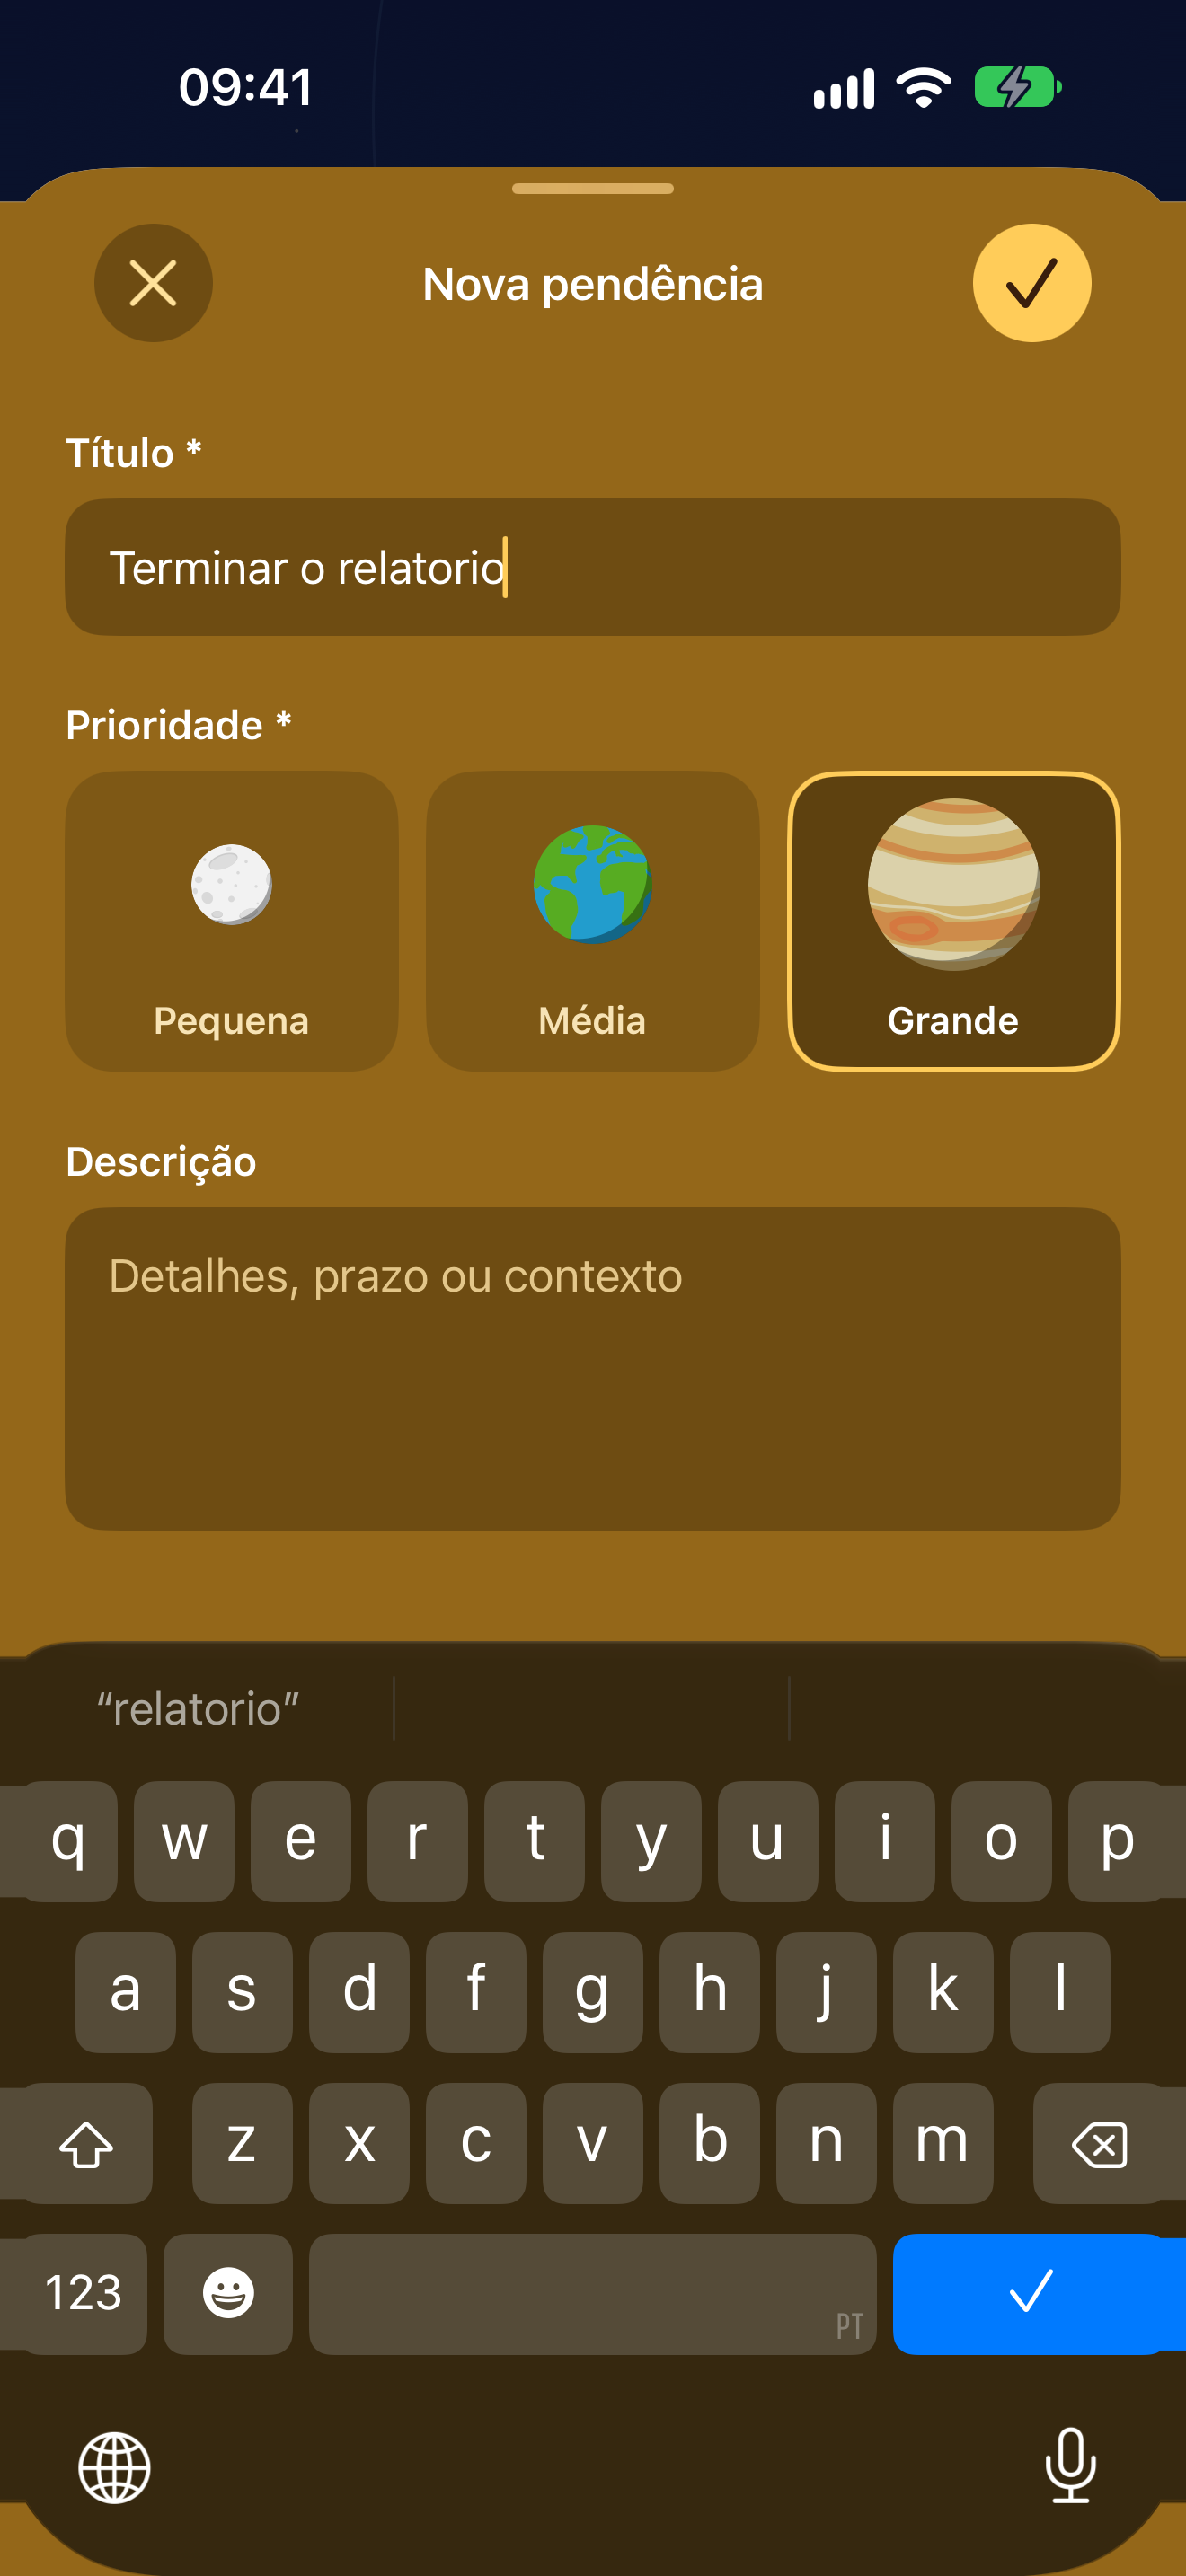 09:41
Nova pendência
Título *
Terminar o relatorio
Prioridade *
Pequena
Média
Grande
Descrição
Detalhes, prazo ou contexto
“relatorio”
q w e r t y u i o p
a s d f g h j k l
z x c v b n m
123
PT